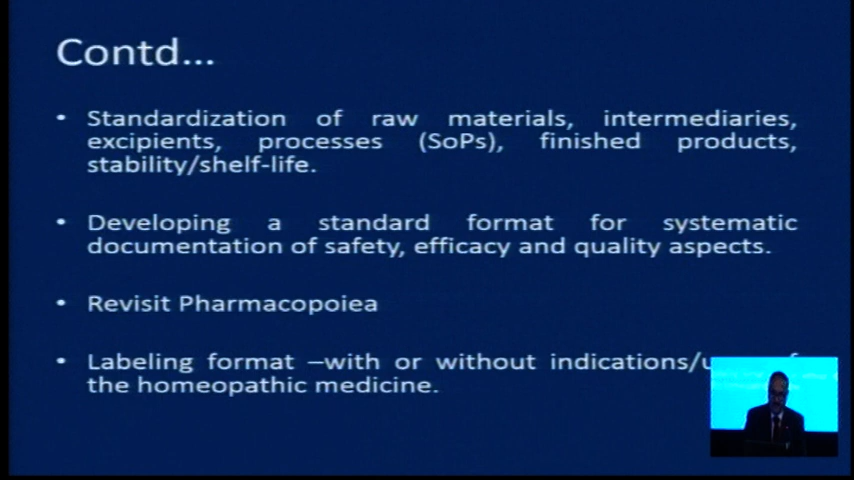 Contd...
• Standardization of raw materials, intermediaries,
excipients, processes (SoPs), finished products,
stability/shelf-life.
• Developing a standard format for systematic
documentation of safety, efficacy and quality aspects.
• Revisit Pharmacopoiea
• Labeling format –with or without
the homeopathic medicine.